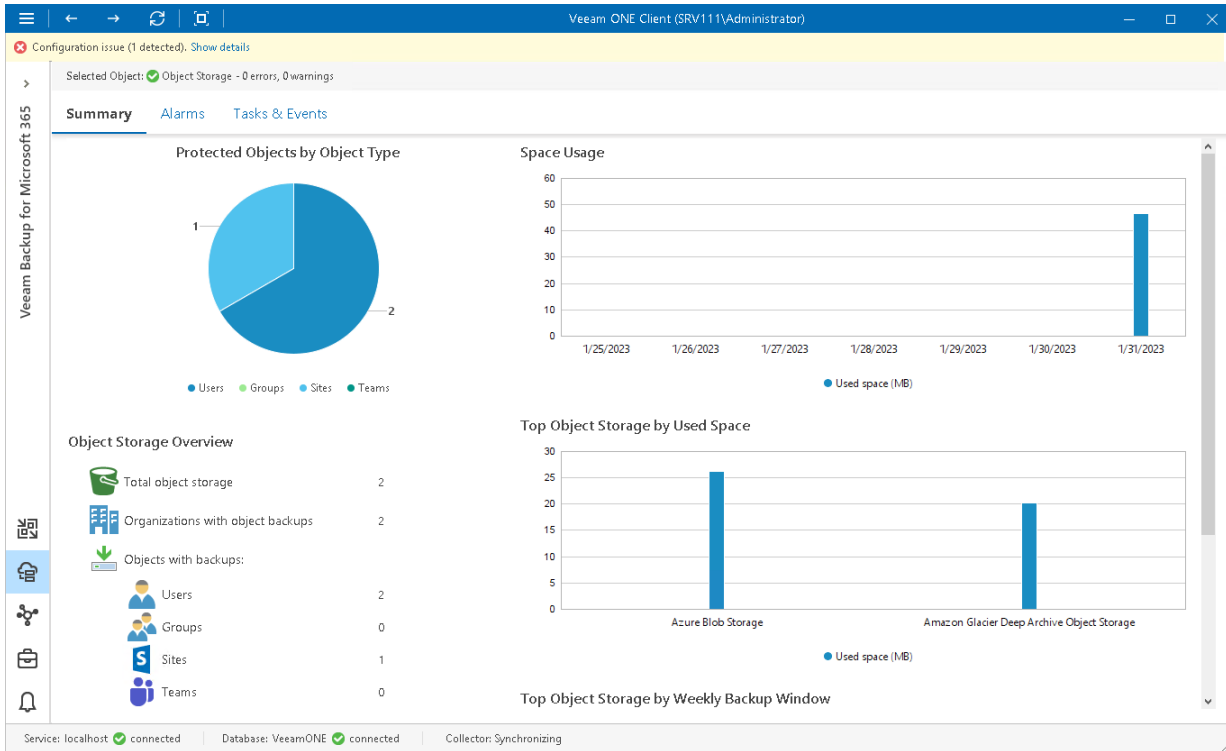 Veeam ONE Client (SRV111\Administrator)
Configuration issue (1 detected). Show details
Selected Object: Object Storage - 0 errors, 0 warnings
Veeam Backup for Microsoft 365
Summary Alarms Tasks & Events
Protected Objects by Object Type
1
2
Users Groups Sites Teams
Space Usage
60
50
40
30
20
10
0
1/25/2023 1/26/2023 1/27/2023 1/28/2023 1/29/2023 1/30/2023 1/31/2023
Used space (MB)
Object Storage Overview
Total object storage 2
Organizations with object backups 2
Objects with backups:
Users 2
Groups 0
Sites 1
Teams 0
Top Object Storage by Used Space
30
25
20
15
10
5
0
Azure Blob Storage Amazon Glacier Deep Archive Object Storage
Used space (MB)
Top Object Storage by Weekly Backup Window
Service: localhost connected Database: VeeamONE connected Collector: Synchronizing